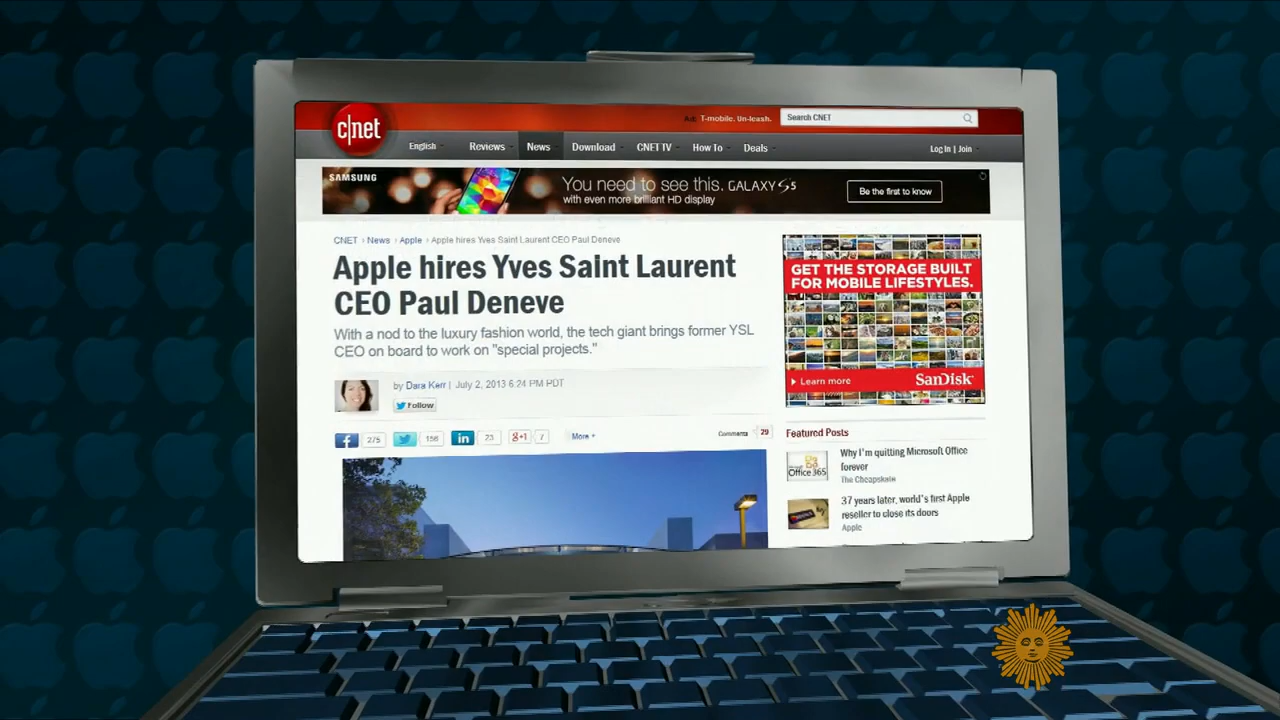 c|net
Ad: T-mobile. Un-leash.
Search CNET
English
Reviews
News
Download
CNET TV
How To
Deals
Log In | Join
SAMSUNG
You need to see this. GALAXY S5
with even more brilliant HD display
Be the first to know
CNET › News › Apple › Apple hires Yves Saint Laurent CEO Paul Deneve
Apple hires Yves Saint Laurent
CEO Paul Deneve
With a nod to the luxury fashion world, the tech giant brings former YSL
CEO on board to work on "special projects."
by Dara Kerr | July 2, 2013 6:24 PM PDT
Follow
f 275
156
in 23
g+1 7
More +
Comments 29
GET THE STORAGE BUILT
FOR MOBILE LIFESTYLES.
Learn more
SanDisk
Featured Posts
Office 365
Why I'm quitting Microsoft Office
forever
The Cheapskate
37 years later, world's first Apple
reseller to close its doors
Apple